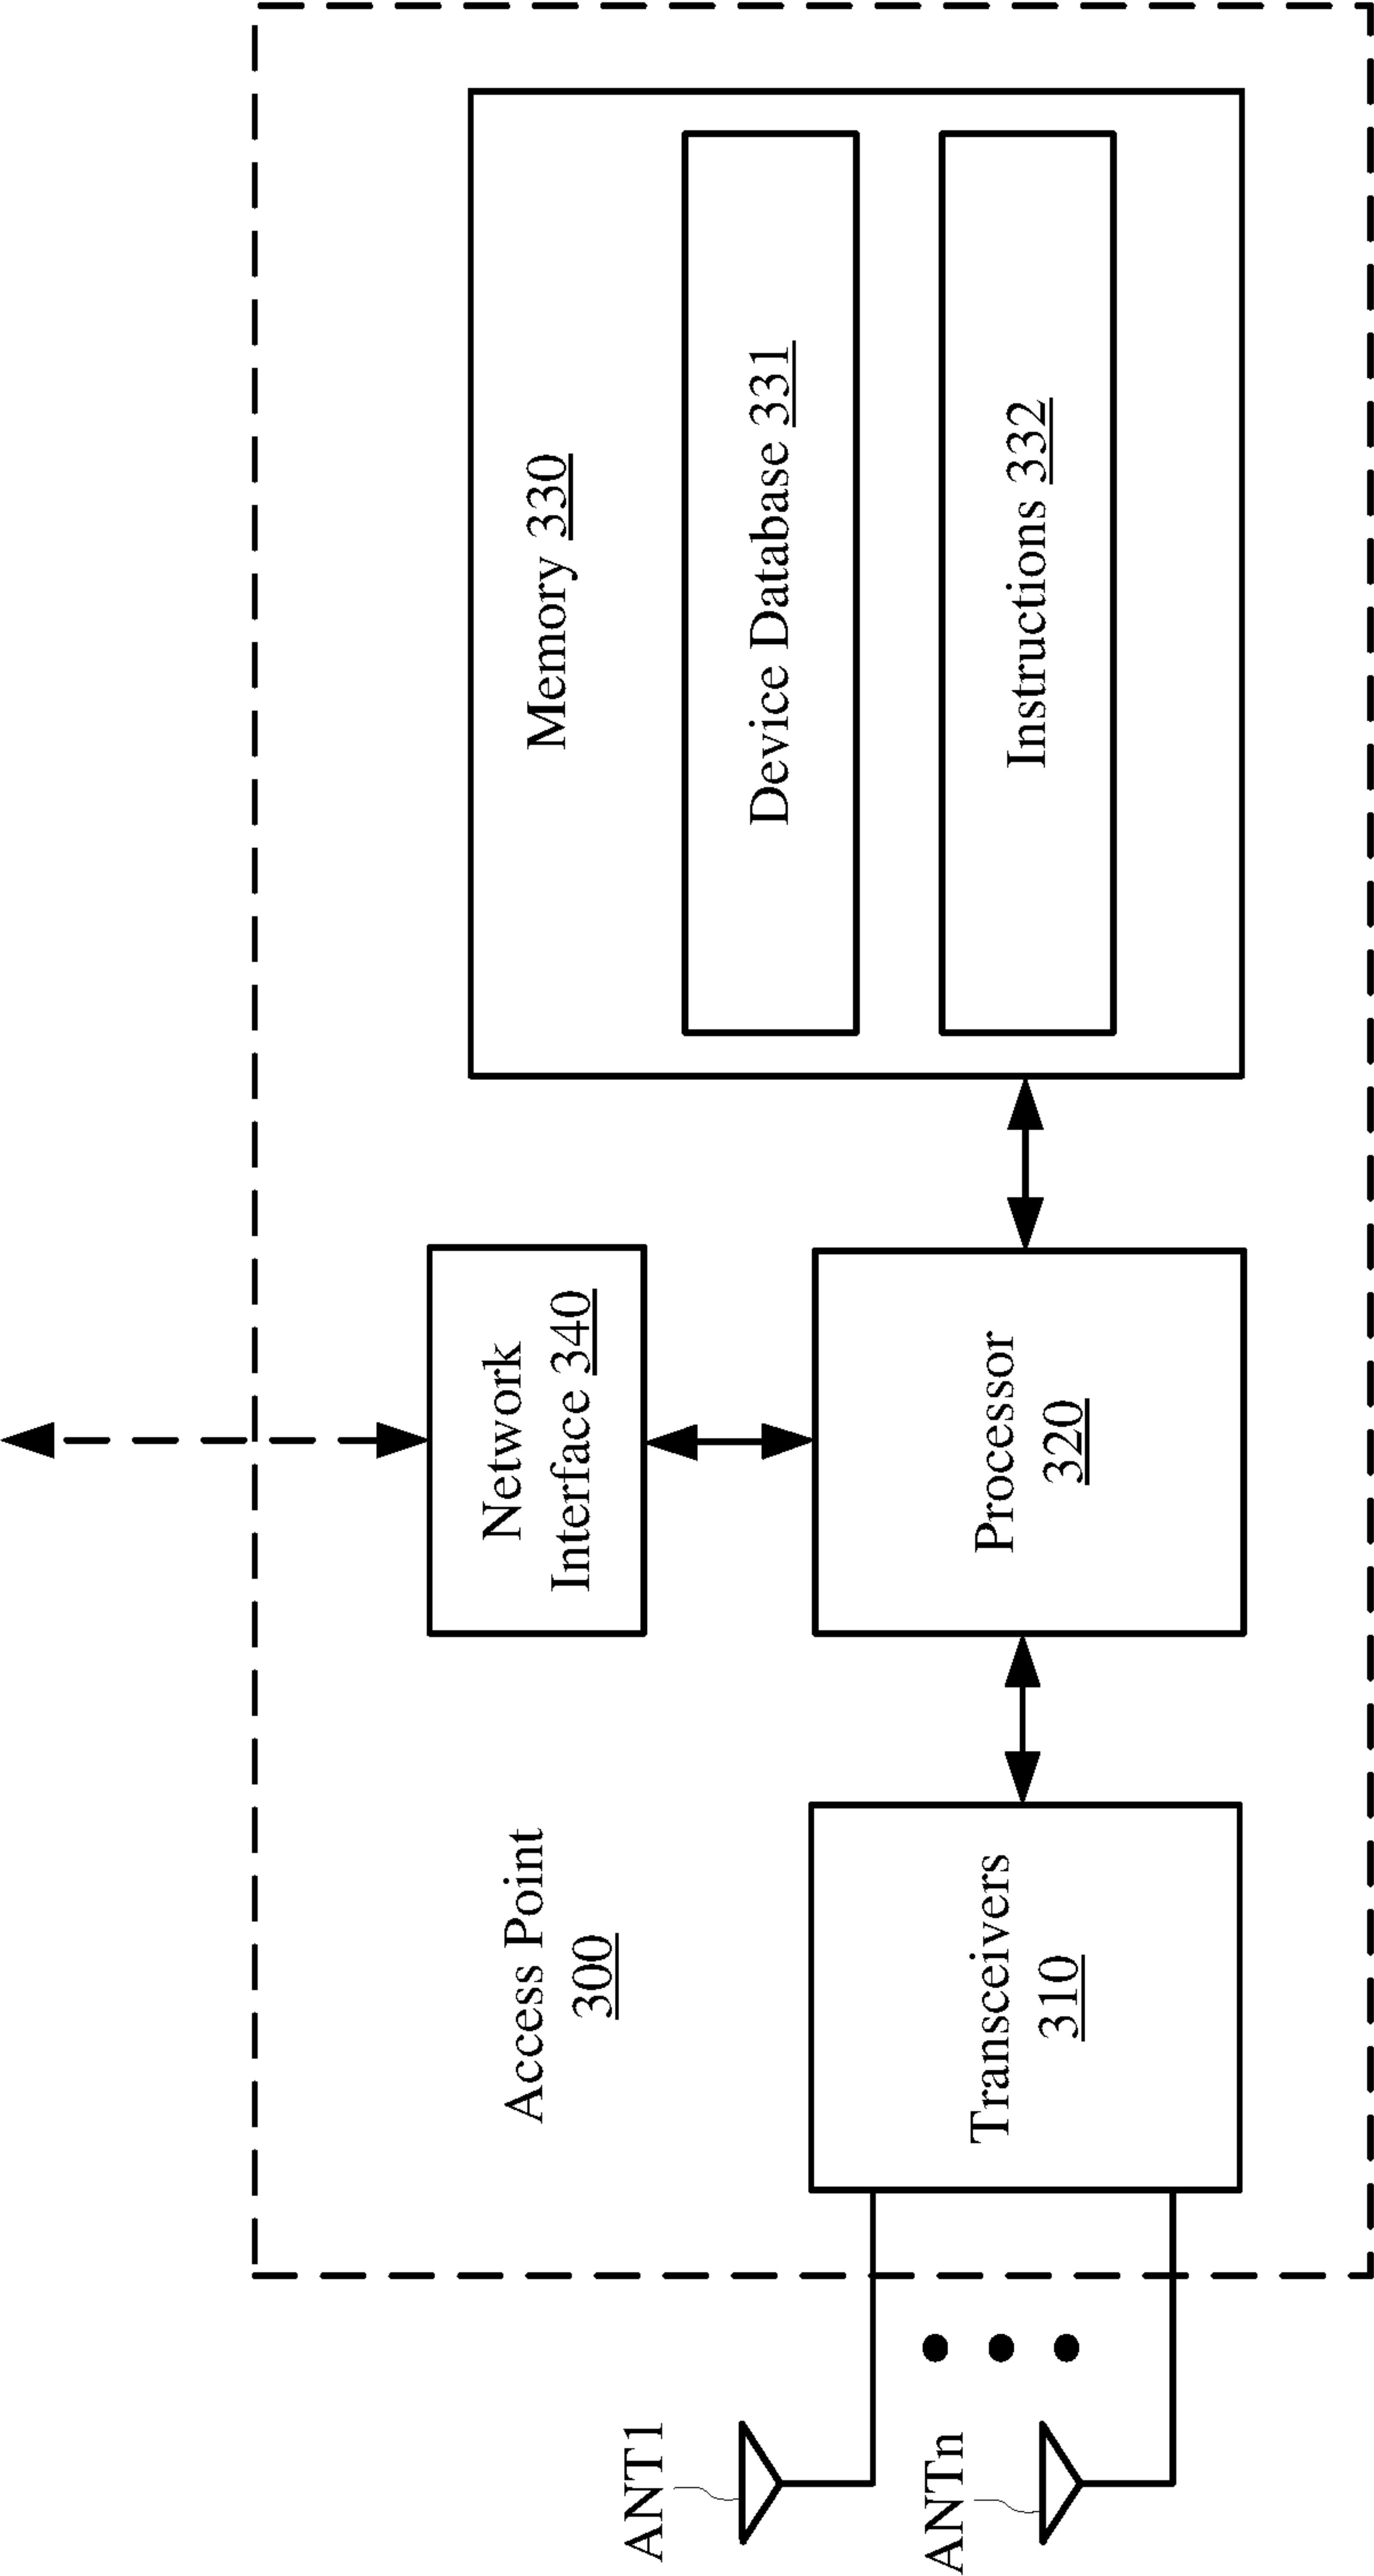 Access Point
300
Network
Interface 340
Memory 330
Device Database 331
Instructions 332
ANT1
ANTn
Transceivers
310
Processor
320